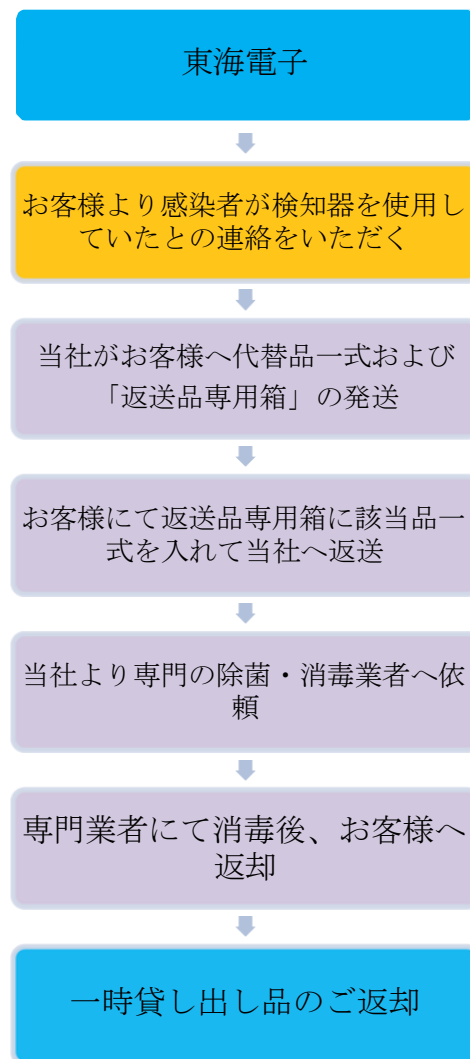 東海電子
お客様より感染者が検知器を使用し
ていたとの連絡をいただく
当社がお客様へ代替品一式および
「返送品専用箱」の発送
お客様にて返送品専用箱に該当品一
式を入れて当社へ返送
当社より専門の除菌・消毒業者へ依
頼
専門業者にて消毒後、お客様へ
返却
一時貸し出し品のご返却